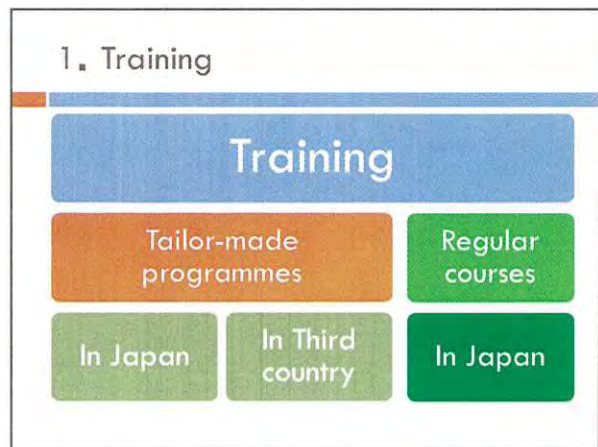 1. Training
Training
Tailor-made
programmes
Regular
courses
In Japan
In Third
country
In Japan